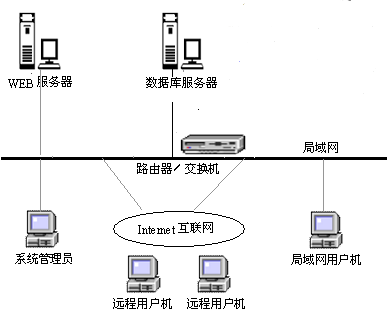 WEB 服务器
数据库服务器
局域网
路由器／交换机
Internet 互联网
系统管理员
局域网用户机
远程用户机
远程用户机